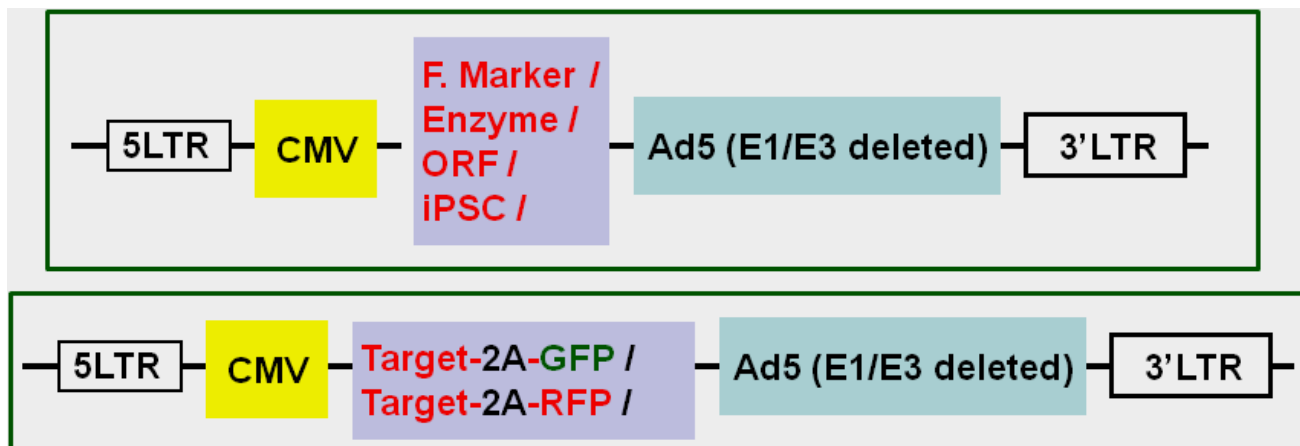 5LTR
CMV
F. Marker /
Enzyme /
ORF /
iPSC /
Ad5 (E1/E3 deleted)
3’LTR
5LTR
CMV
Target-2A-GFP /
Target-2A-RFP /
Ad5 (E1/E3 deleted)
3’LTR